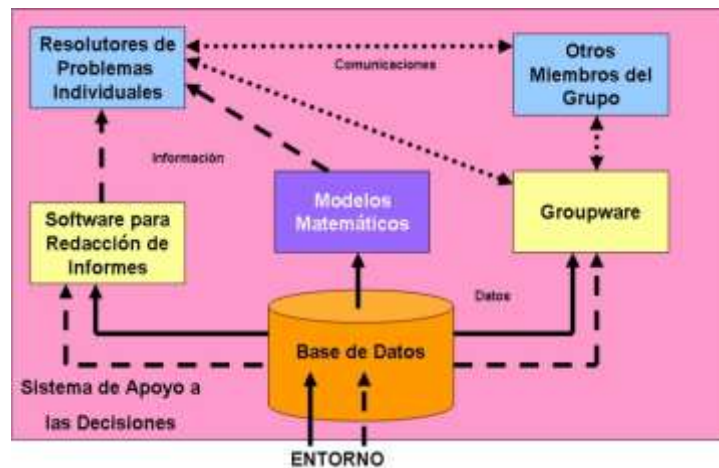 Resolutores de
Problemas
Individuales
Comunicaciones
Otros
Miembros del
Grupo
Información
Software para
Redacción de
Informes
Modelos
Matemáticos
Groupware
Datos
Base de Datos
Sistema de Apoyo a
las Decisiones
ENTORNO